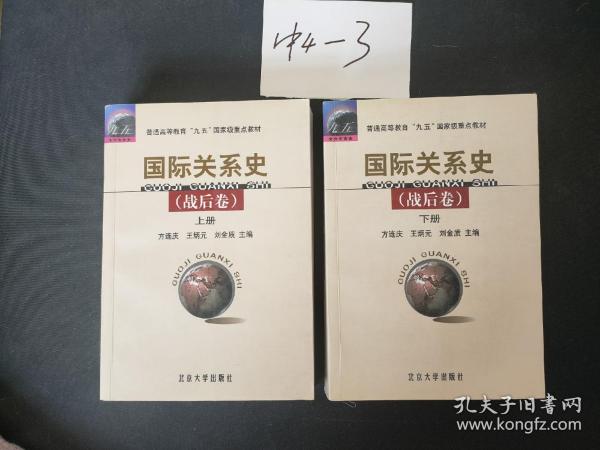 中4-3
九五
普通高等教育"九五"国家级重点教材
国际关系史
GUOJI GUANXI SHI
(战后卷)
上册
方连庆 王炳元 刘金质 主编
GUOJI GUANXI SHI
北京大学出版社
九五
普通高等教育"九五"国家级重点教材
国际关系史
GUOJI GUANXI SHI
(战后卷)
下册
方连庆 王炳元 刘金质 主编
GUOJI GUANXI SHI
北京大学出版社
孔夫子旧书网
www.kongfz.com